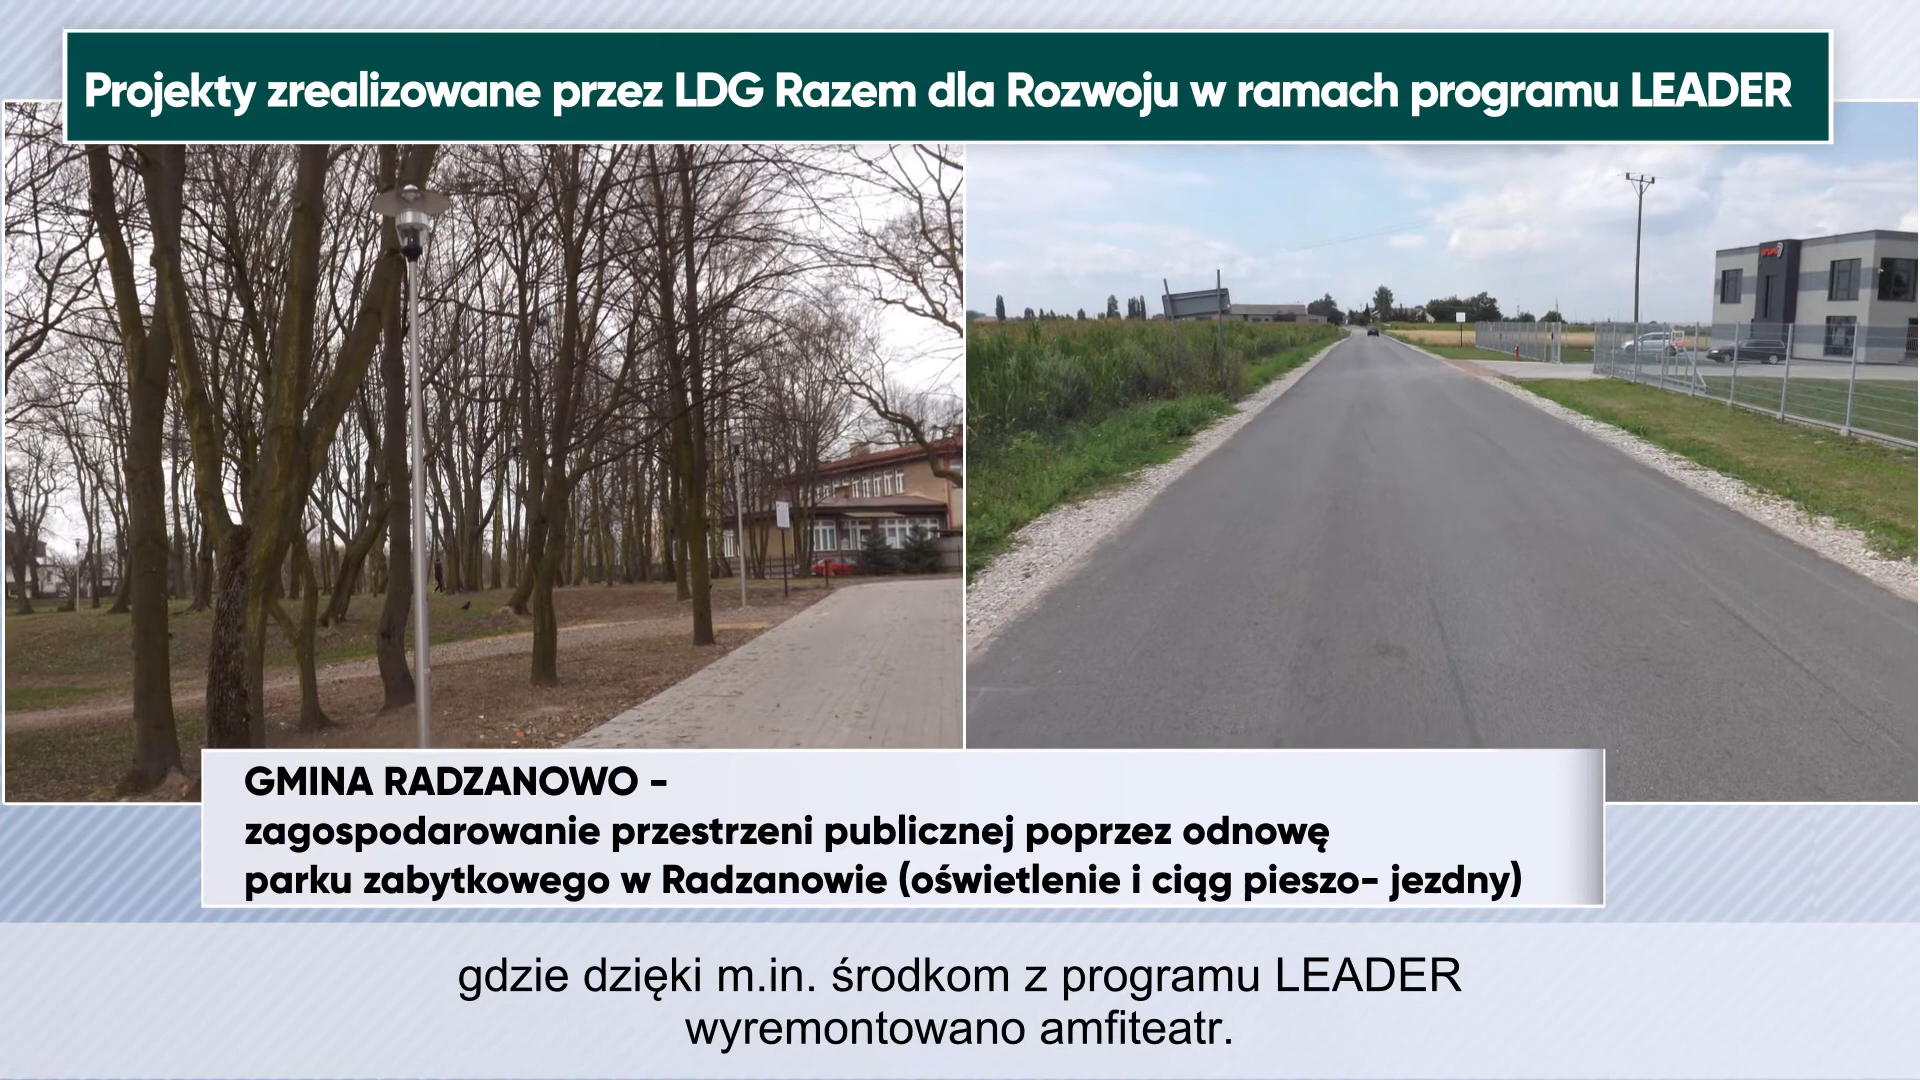 Projekty zrealizowane przez LDG Razem dla Rozwoju w ramach programu LEADER
GMINA RADZANOWO -
zagospodarowanie przestrzeni publicznej poprzez odnowę
parku zabytkowego w Radzanowie (oświetlenie i ciąg pieszo- jezdny)
gdzie dzięki m.in. środkom z programu LEADER
wyremontowano amfiteatr.